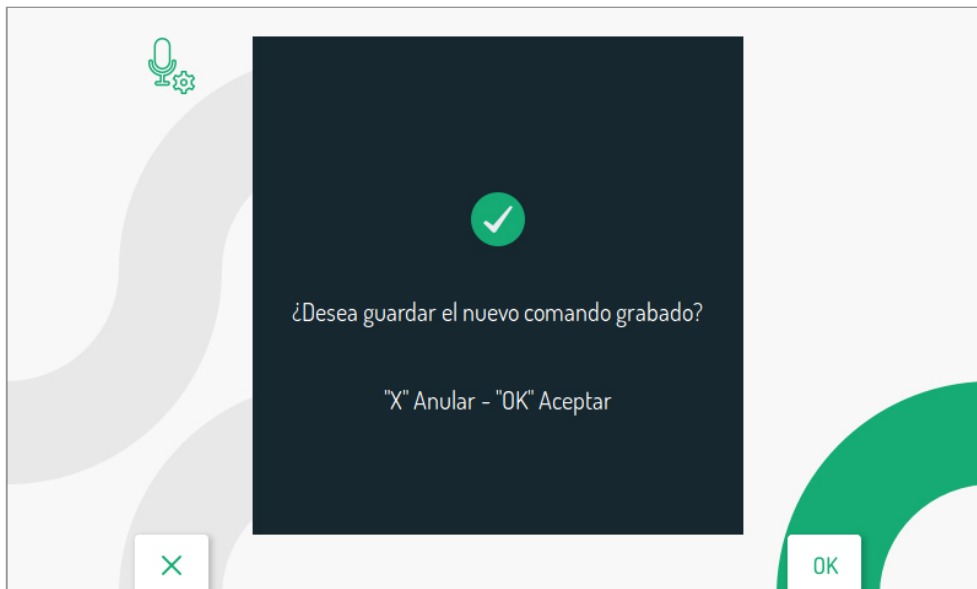 ¿Desea guardar el nuevo comando grabado?
"X" Anular - "OK" Aceptar
X
OK